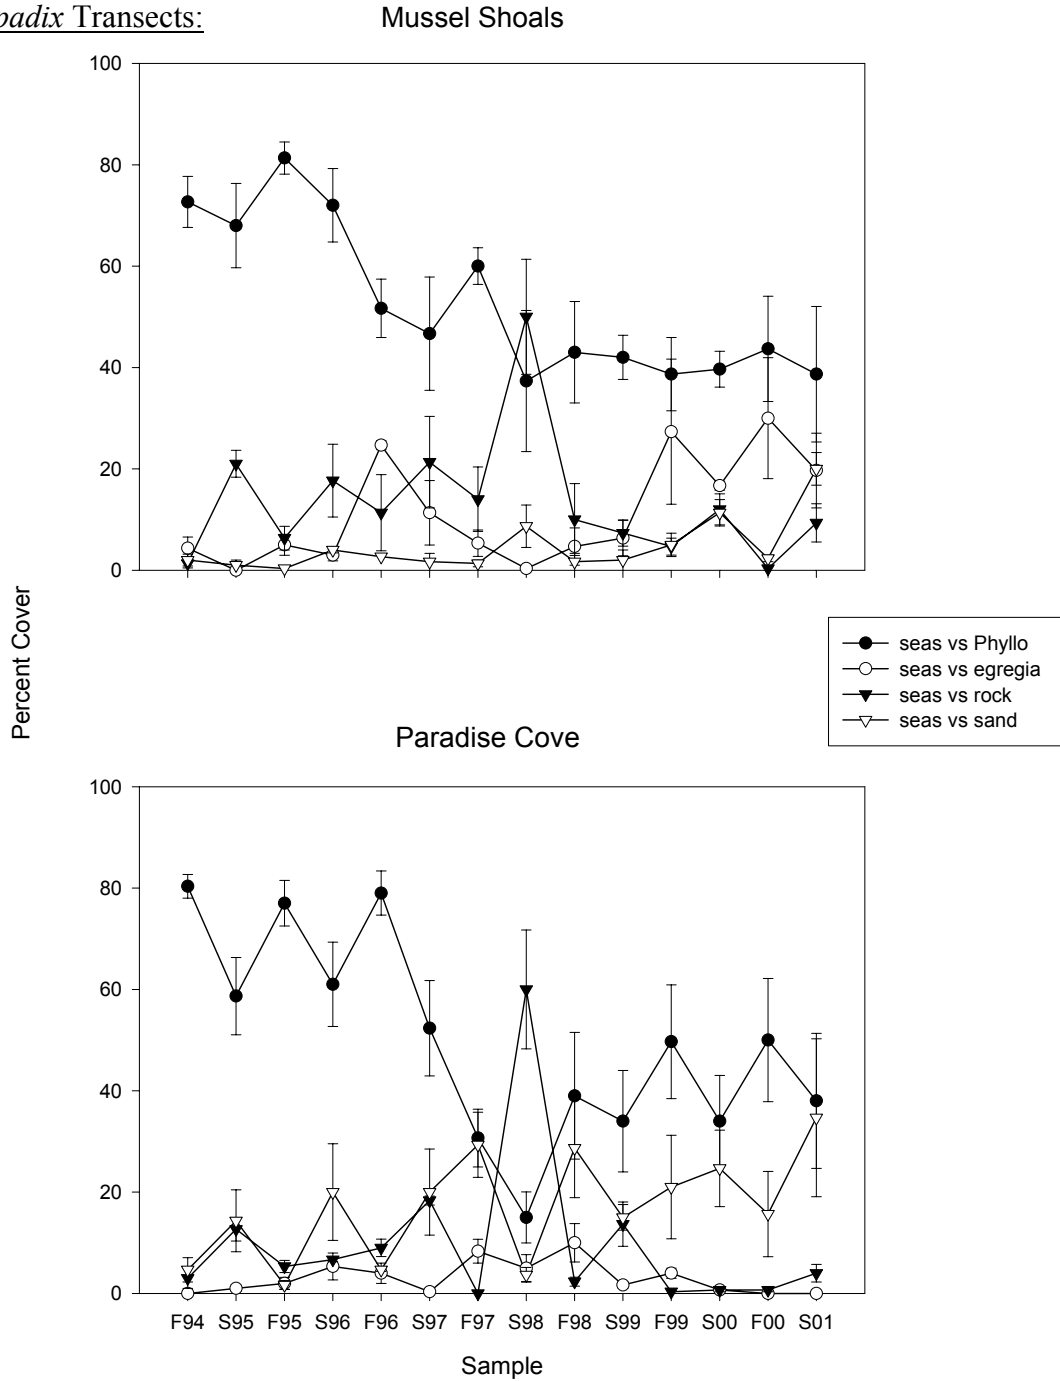 Transects:
Mussel Shoals
100
80
60
40
20
0
Percent Cover
seas vs Phyllo
seas vs egregia
seas vs rock
seas vs sand
Paradise Cove
100
80
60
40
20
0
F94 S95 F95 S96 F96 S97 F97 S98 F98 S99 F99 S00 F00 S01
Sample